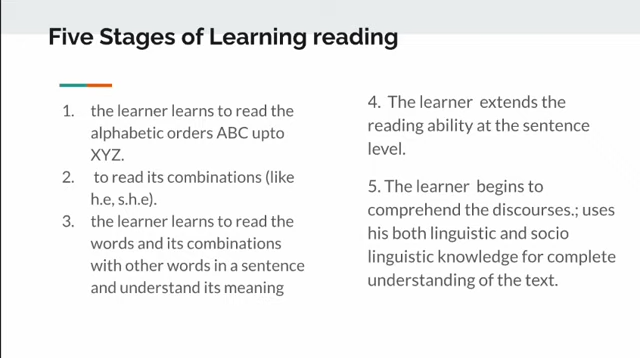 Five Stages of Learning reading
1. the learner learns to read the
alphabetic orders ABC upto
XYZ.
2. to read its combinations (like
h.e, s.h.e).
3. the learner learns to read the
words and its combinations
with other words in a sentence
and understand its meaning
4. The learner extends the
reading ability at the sentence
level.
5. The learner begins to
comprehend the discourses.; uses
his both linguistic and socio
linguistic knowledge for complete
understanding of the text.